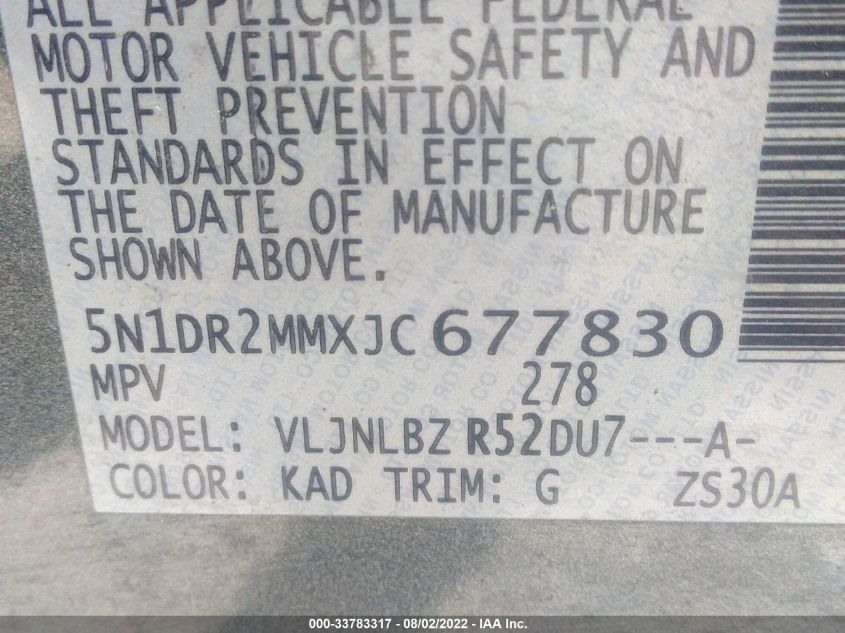 ALL APPLICABLE FEDERAL
MOTOR VEHICLE SAFETY AND
THEFT PREVENTION
STANDARDS IN EFFECT ON
THE DATE OF MANUFACTURE
SHOWN ABOVE.
5N1DR2MMXJC677830
MPV 278
MODEL: VLJNLBZ R52DU7---A-
COLOR: KAD TRIM: G ZS30A
000-33783317 - 08/02/2022 - IAA Inc.